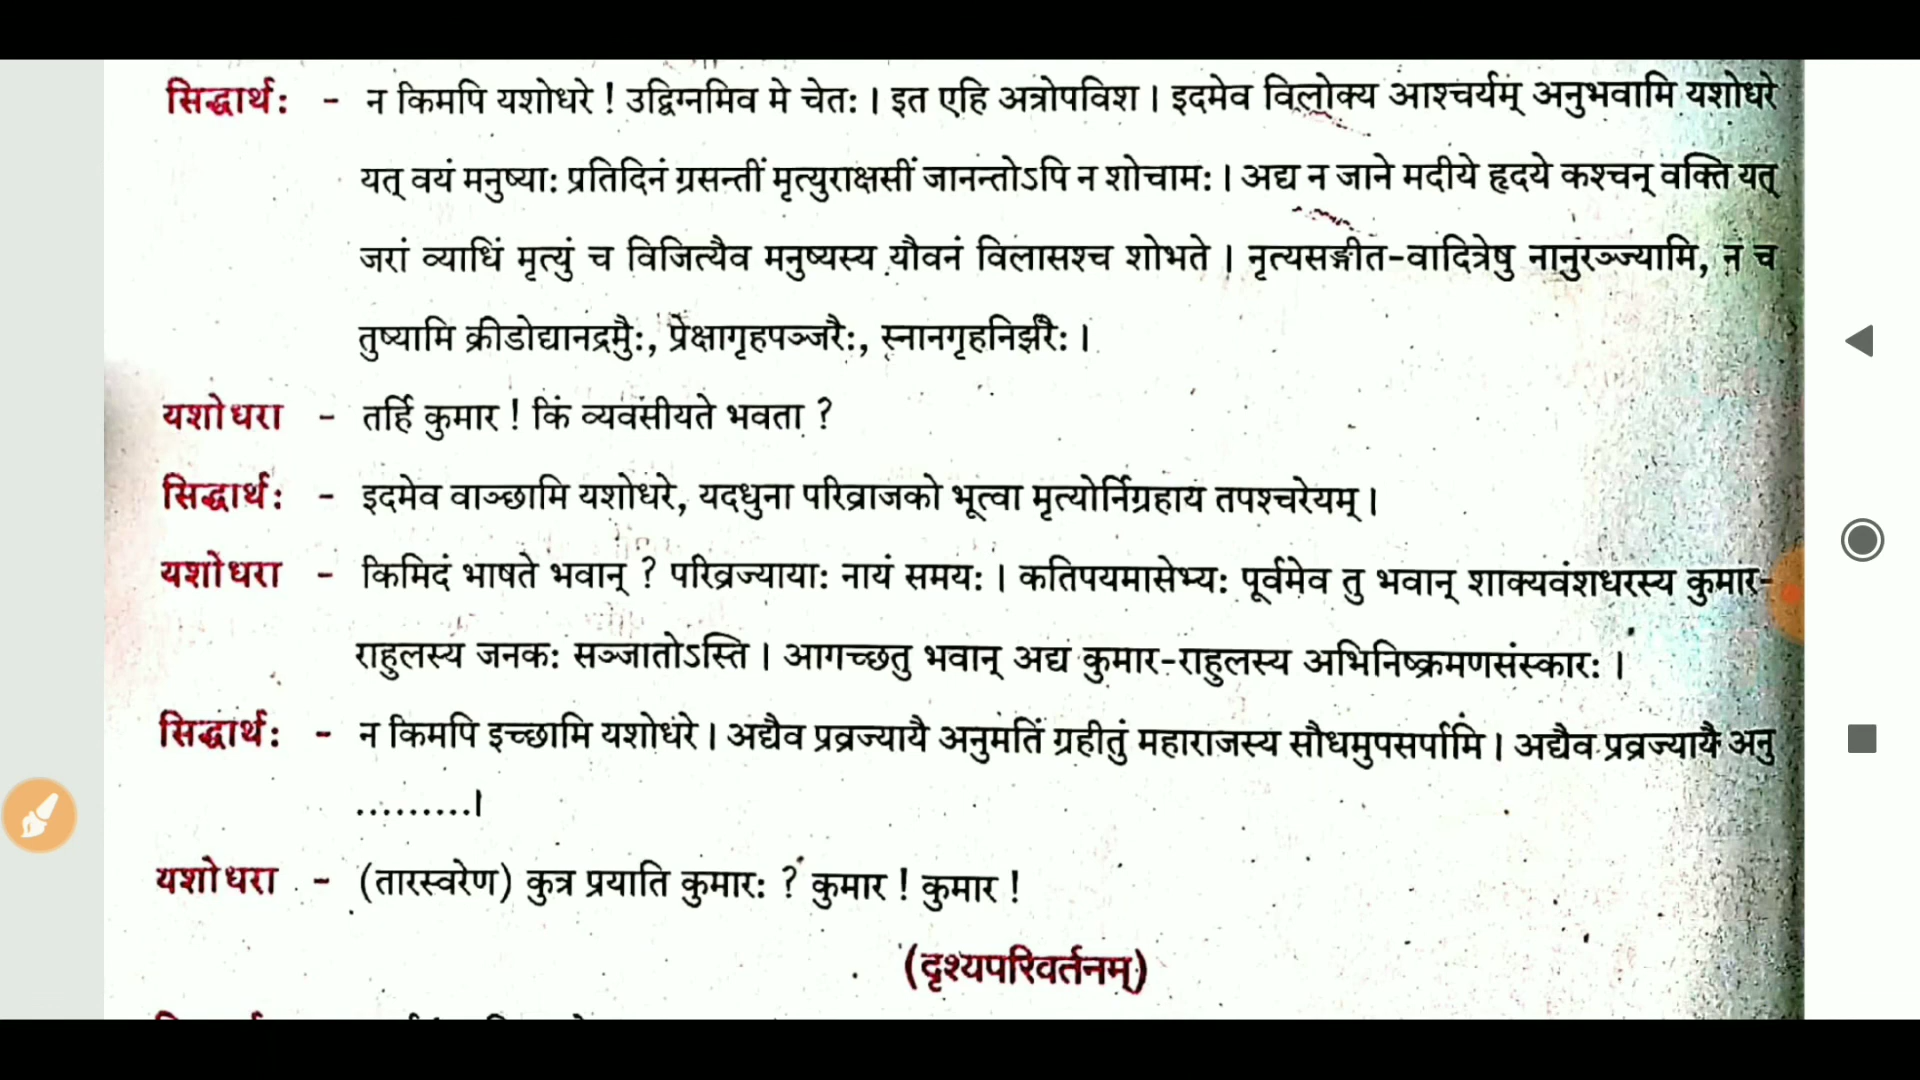 सिद्धार्थः - न किमपि यशोधरे ! उद्विग्नमिव मे चेतः । इत एहि अत्रोपविश । इदमेव विलोक्य आश्चर्यम् अनुभवामि यशोधरे
यत् वयं मनुष्याः प्रतिदिनं ग्रसन्तीं मृत्युराक्षसीं जानन्तोऽपि न शोचामः । अद्य न जाने मदीये हृदये कश्चन् वक्ति यत्
जरां व्याधिं मृत्युं च विजित्यैव मनुष्यस्य यौवनं विलासश्च शोभते । नृत्यसङ्गीत-वादित्रेषु नानुरञ्ज्यामि, न च
तुष्यामि क्रीडोद्यानद्रमुैः, प्रेक्षागृहपञ्जरैः, स्नानगृहनिर्झरैः ।
यशोधरा - तर्हि कुमार ! किं व्यवसीयते भवता ?
सिद्धार्थः - इदमेव वाञ्छामि यशोधरे, यदधुना परिव्राजको भूत्वा मृत्योर्निग्रहाय तपश्चरेयम् ।
यशोधरा - किमिदं भाषते भवान् ? परिव्रज्यायाः नायं समयः । कतिपयमासेभ्यः पूर्वमेव तु भवान् शाक्यवंशधरस्य कुमार-
राहुलस्य जनकः सञ्जातोऽस्ति । आगच्छतु भवान् अद्य कुमार-राहुलस्य अभिनिष्क्रमणसंस्कारः ।
सिद्धार्थः - न किमपि इच्छामि यशोधरे । अद्यैव प्रव्रज्यायै अनुमतिं ग्रहीतुं महाराजस्य सौधमुपसर्पामि । अद्यैव प्रव्रज्यायै अनु
.........।
यशोधरा - (तारस्वरेण) कुत्र प्रयाति कुमारः ? कुमार ! कुमार !
(दृश्यपरिवर्तनम्)